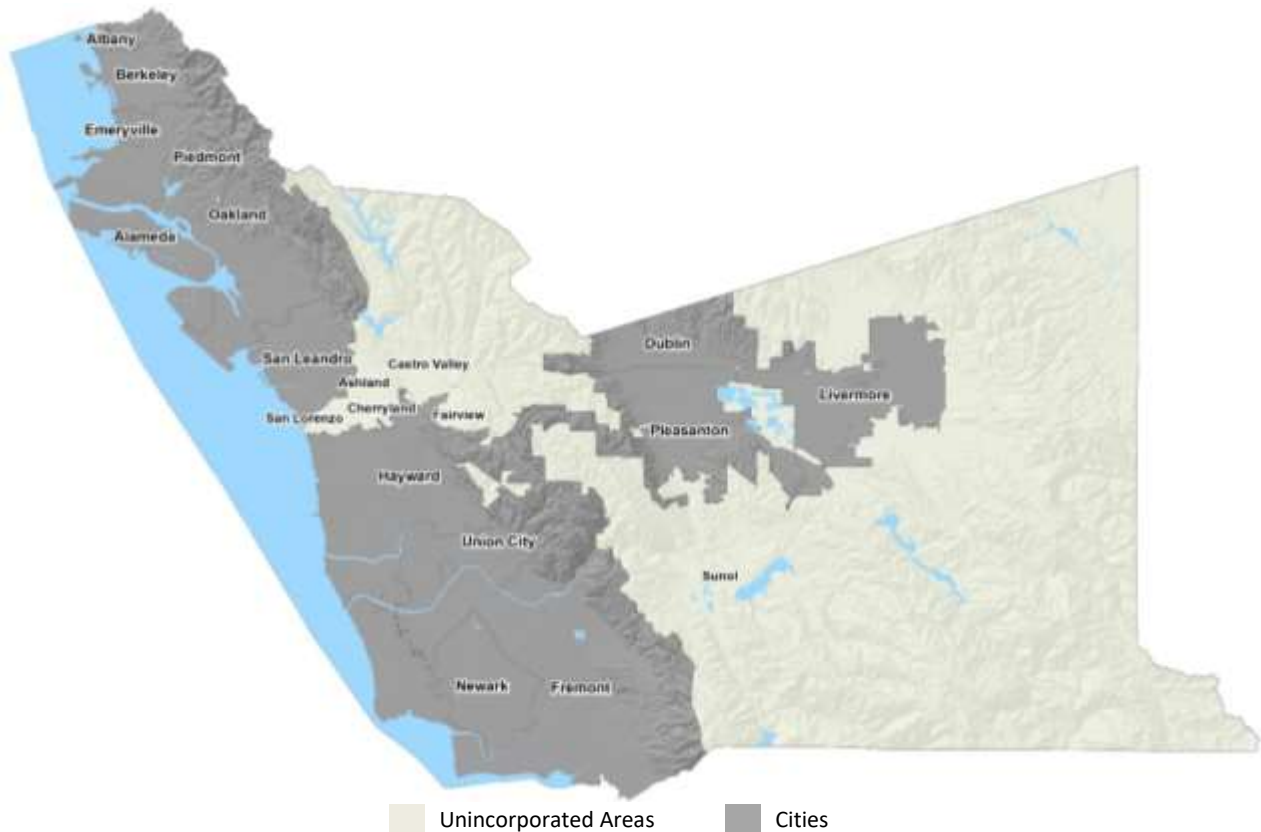 Albany
Berkeley
Emeryville
Piedmont
Oakland
Alameda
Dublin
San Leandro
Castro Valley
Ashland
Livermore
Cherryland
San Lorenzo
Fairview
Pleasanton
Hayward
Union City
Sunol
Newark
Fremont
Unincorporated Areas
Cities